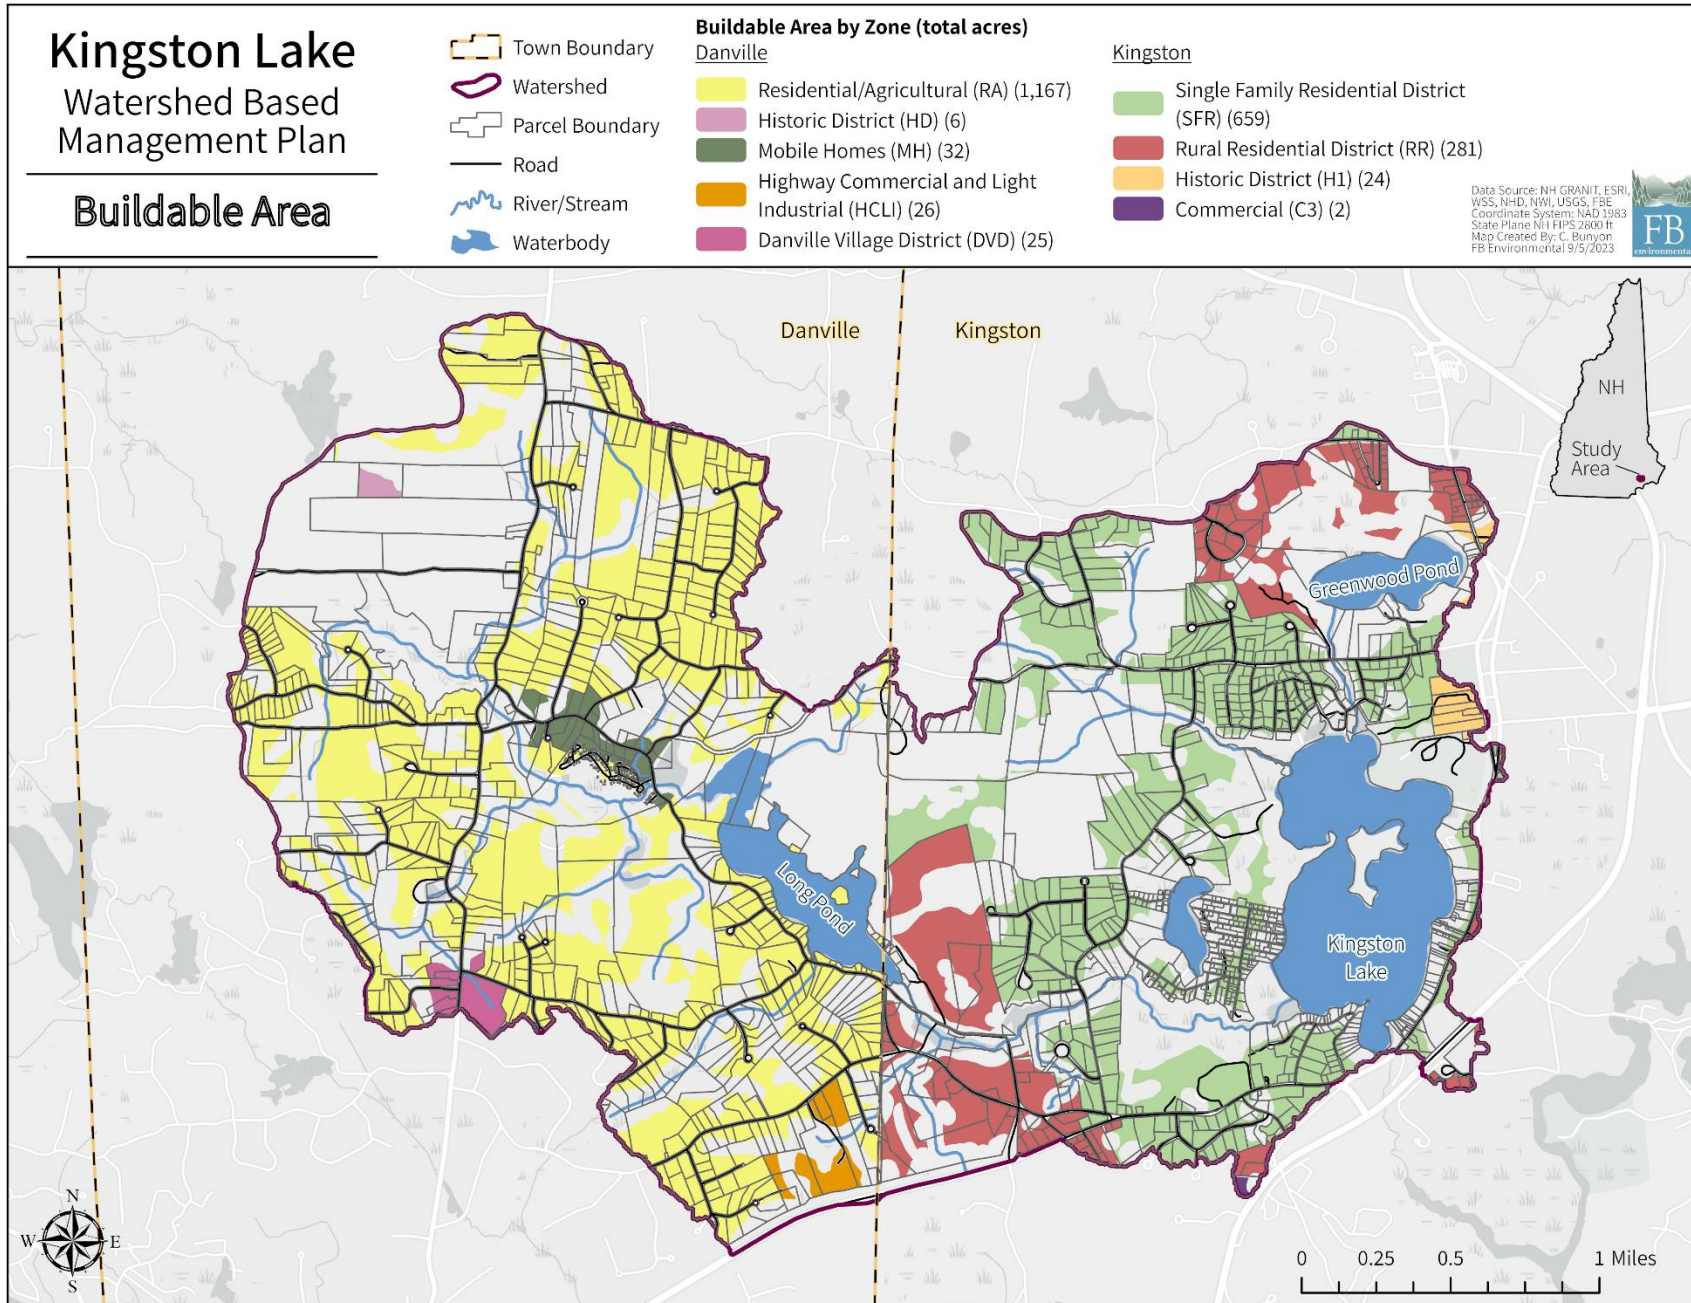 Kingston Lake
Watershed Based
Management Plan
Buildable Area
Town Boundary
Watershed
Parcel Boundary
Road
River/Stream
Waterbody
Buildable Area by Zone (total acres)
Danville
Residential/Agricultural (RA) (1,167)
Historic District (HD) (6)
Mobile Homes (MH) (32)
Highway Commercial and Light
Industrial (HCLI) (26)
Danville Village District (DVD) (25)
Kingston
Single Family Residential District
(SFR) (659)
Rural Residential District (RR) (281)
Historic District (H1) (24)
Commercial (C3) (2)
Data Source: NH GRANIT, ESRI,
WSS, NHD, NWI, USGS, FBE
Coordinate System: NAD 1983
State Plane NH FIPS 2800 ft
Map Created By: C. Bunyon
FB Environmental 9/5/2023
FB
environmental
Danville
Kingston
NH
Study
Area
Greenwood Pond
Long Pond
Kingston
Lake
N
W
E
S
0
0.25
0.5
1 Miles